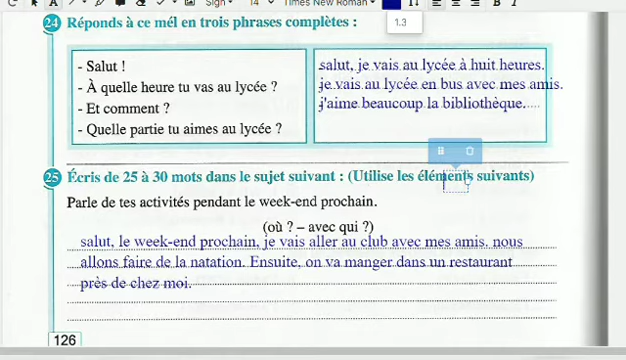 Sign
14
Times New Roman
B
I
1.3
24 Réponds à ce mél en trois phrases complètes :
- Salut !
- À quelle heure tu vas au lycée ?
- Et comment ?
- Quelle partie tu aimes au lycée ?
salut, je vais au lycée à huit heures.
je vais au lycée en bus avec mes amis.
j'aime beaucoup la bibliothèque.
25 Écris de 25 à 30 mots dans le sujet suivant : (Utilise les éléments suivants)
Parle de tes activités pendant le week-end prochain.
(où ? – avec qui ?)
salut, le week-end prochain, je vais aller au club avec mes amis. nous
allons faire de la natation. Ensuite, on va manger dans un restaurant
près de chez moi.
126